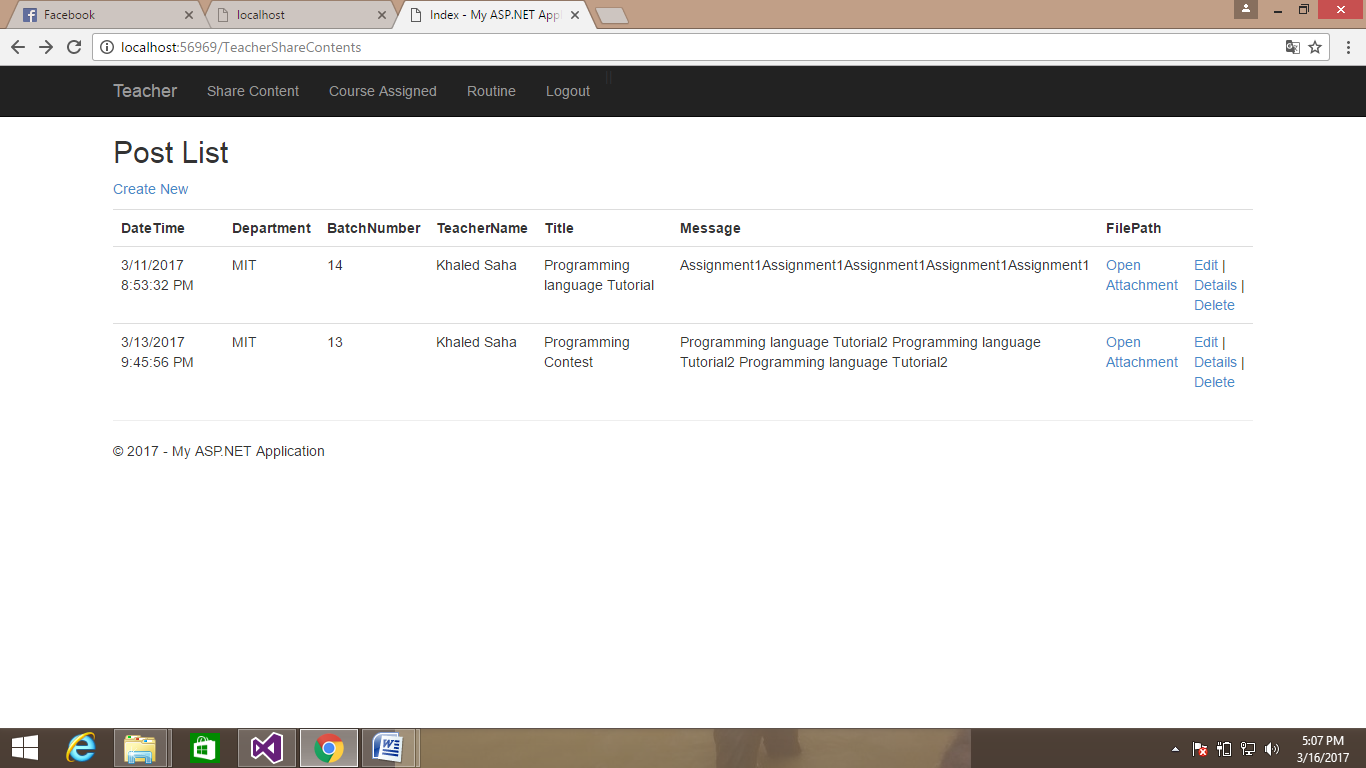 Facebook
localhost
Index - My ASP.NET Appl
localhost:56969/TeacherShareContents
Teacher Share Content Course Assigned Routine Logout
Post List
Create New
DateTime Department BatchNumber TeacherName Title Message FilePath
3/11/2017 MIT 14 Khaled Saha Programming Assignment1Assignment1Assignment1Assignment1Assignment1 Open Edit |
8:53:32 PM language Tutorial Attachment Details |
Delete
3/13/2017 MIT 13 Khaled Saha Programming Programming language Tutorial2 Programming language Open Edit |
9:45:56 PM Contest Tutorial2 Programming language Tutorial2 Attachment Details |
Delete
© 2017 - My ASP.NET Application
5:07 PM
3/16/2017